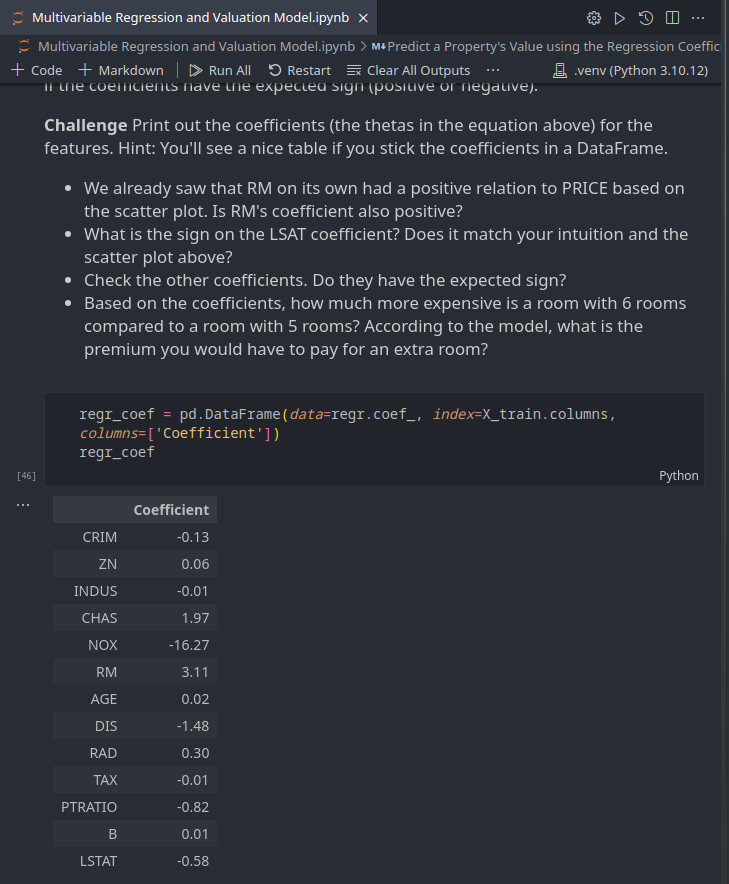 Multivariable Regression and Valuation Model.ipynb ×
Multivariable Regression and Valuation Model.ipynb > M↓Predict a Property's Value using the Regression Coeffic
+ Code + Markdown | Run All Restart Clear All Outputs ··· .venv (Python 3.10.12)
if the coefficients have the expected sign (positive or negative).
Challenge Print out the coefficients (the thetas in the equation above) for the
features. Hint: You'll see a nice table if you stick the coefficients in a DataFrame.
• We already saw that RM on its own had a positive relation to PRICE based on
the scatter plot. Is RM's coefficient also positive?
• What is the sign on the LSAT coefficient? Does it match your intuition and the
scatter plot above?
• Check the other coefficients. Do they have the expected sign?
• Based on the coefficients, how much more expensive is a room with 6 rooms
compared to a room with 5 rooms? According to the model, what is the
premium you would have to pay for an extra room?
regr_coef = pd.DataFrame(data=regr.coef_, index=X_train.columns,
columns=['Coefficient'])
regr_coef
[46]
Python
···
Coefficient
CRIM -0.13
ZN 0.06
INDUS -0.01
CHAS 1.97
NOX -16.27
RM 3.11
AGE 0.02
DIS -1.48
RAD 0.30
TAX -0.01
PTRATIO -0.82
B 0.01
LSTAT -0.58